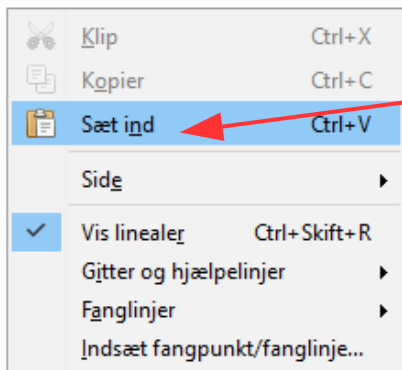 Klip Ctrl+X
Kopier Ctrl+C
Sæt ind Ctrl+V
Side
Vis linealer Ctrl+Skift+R
Gitter og hjælpelinjer
Fanglinjer
Indsæt fangpunkt/fanglinje...